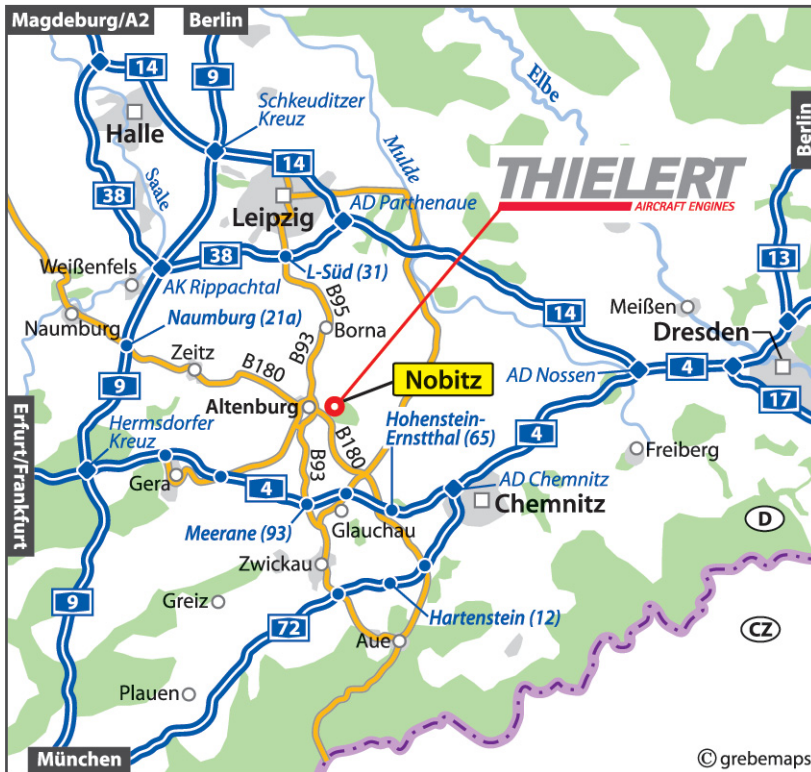 Magdeburg/A2
Berlin
14
9
Schkeuditzer
Kreuz
Halle
Saale
38
14
Mulde
Elbe
Berlin
THIELERT
AIRCRAFT ENGINES
Leipzig
AD Parthenaue
38
L-Süd (31)
13
Weißenfels
AK Rippachtal
B95
14
Meißen
Naumburg
Naumburg (21a)
Borna
Dresden
Zeitz
B93
B180
4
9
Nobitz
AD Nossen
17
Altenburg
Erfurt/Frankfurt
Hermsdorfer
Kreuz
Hohenstein-
Ernstthal (65)
B180
4
B93
Freiberg
Gera
4
AD Chemnitz
Chemnitz
Meerane (93)
Glauchau
D
Zwickau
9
Greiz
Hartenstein (12)
72
CZ
Aue
Plauen
München
© grebemaps